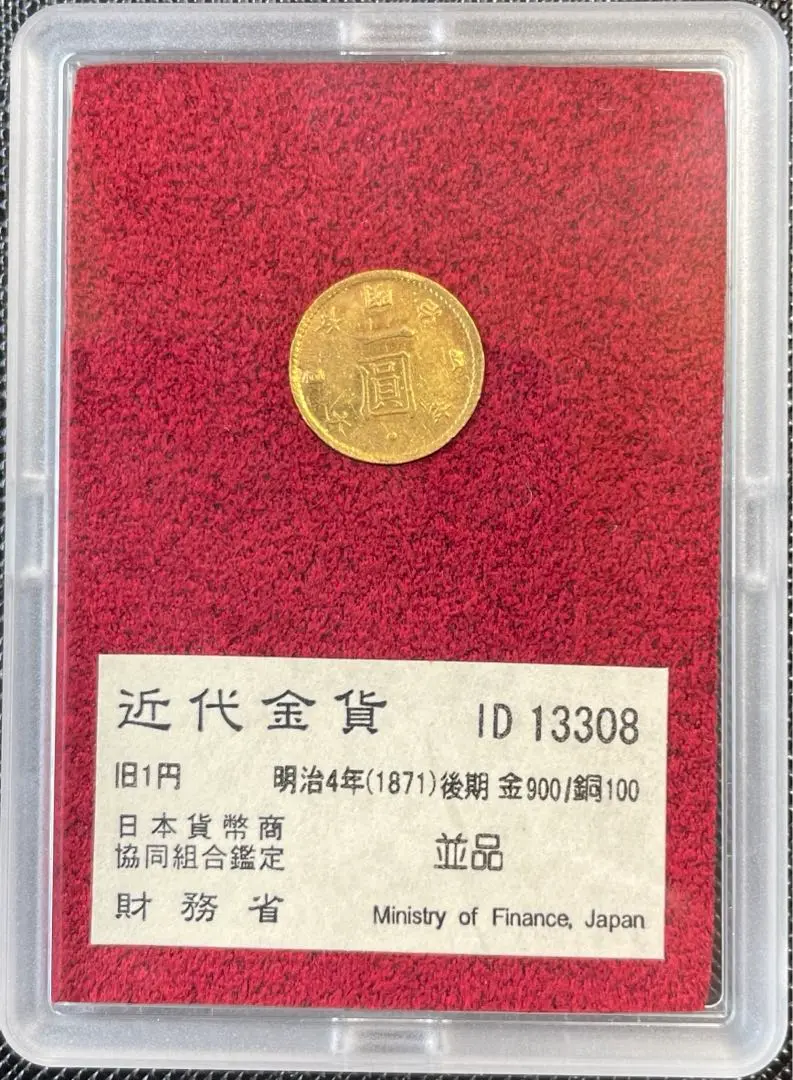 一圓
近代金貨 ID 13308
旧1円 明治4年(1871)後期 金900/銅100
日本貨幣商
協同組合鑑定 並品
財務省 Ministry of Finance, Japan